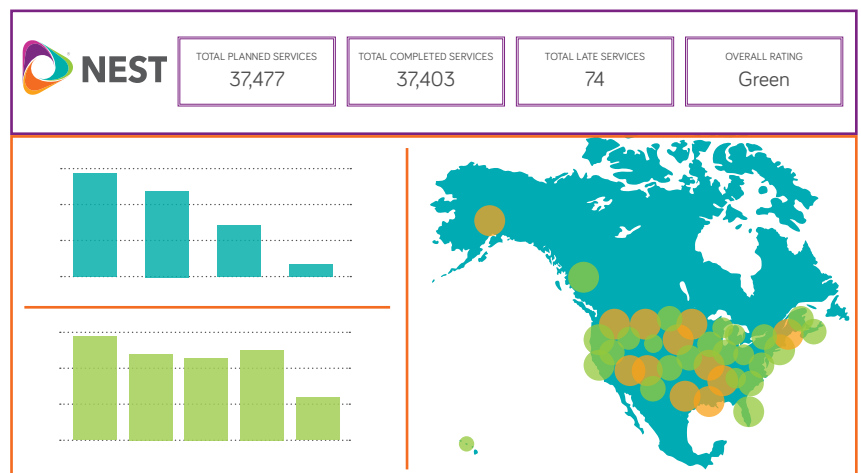 NEST
TOTAL PLANNED SERVICES
37,477
TOTAL COMPLETED SERVICES
37,403
TOTAL LATE SERVICES
74
OVERALL RATING
Green